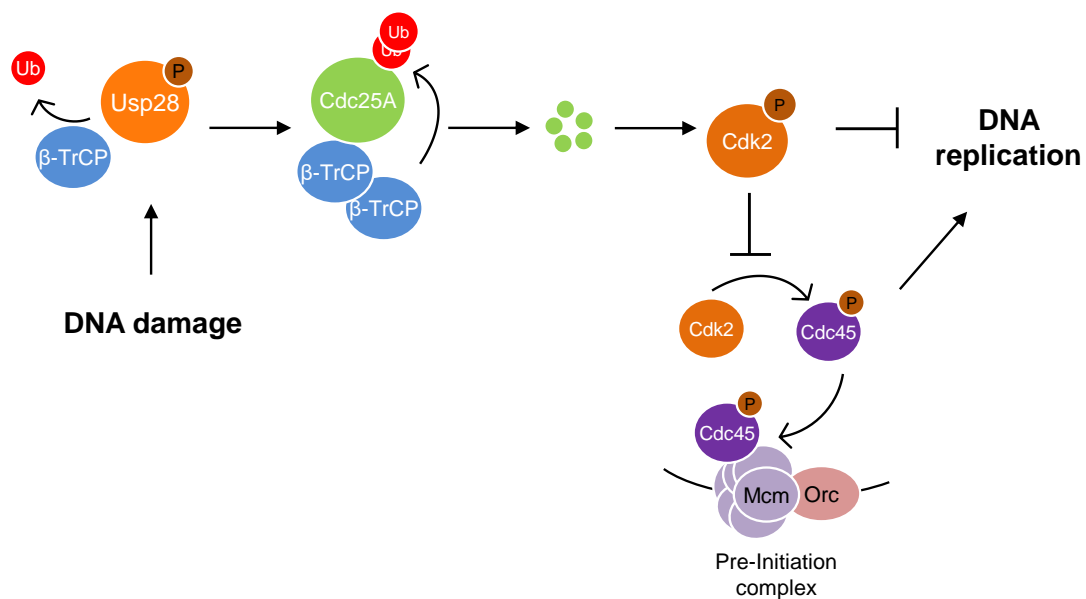 Ub
P
Usp28
β-TrCP
DNA damage
Ub
Ub
Cdc25A
β-TrCP
β-TrCP
P
Cdk2
DNA
replication
Cdk2
P
Cdc45
P
Cdc45
Mcm
Orc
Pre-Initiation
complex